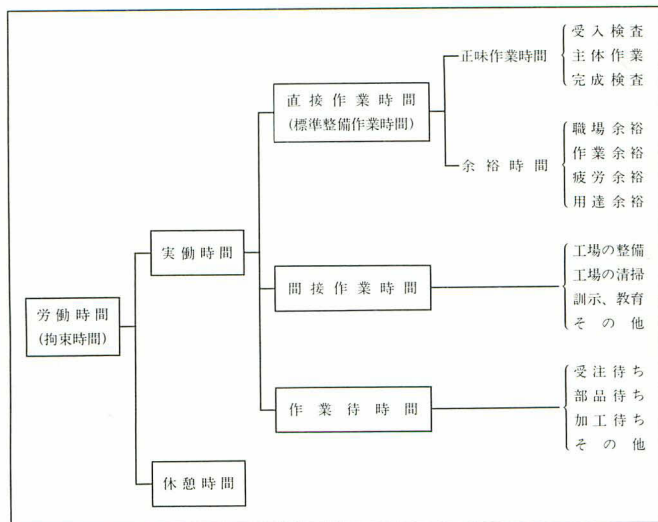 受入検査
正味作業時間
主体作業
完成検査
直接作業時間
(標準整備作業時間)
職場余裕
作業余裕
余裕時間
疲労余裕
用達余裕
実働時間
工場の整備
間接作業時間
工場の清掃
訓示、教育
その他
労働時間
(拘束時間)
受注待ち
作業待時間
部品待ち
加工待ち
その他
休憩時間